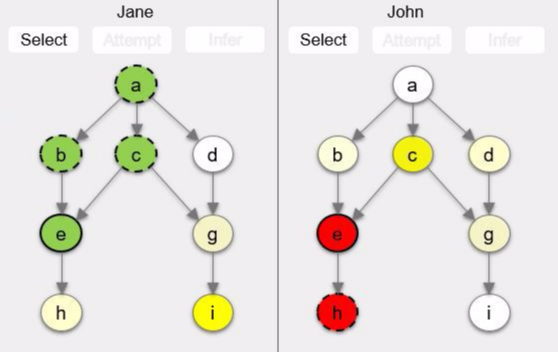 Jane
Select Attempt Infer
a
b c d
e g
h i
John
Select Attempt Infer
a
b c d
e g
h i